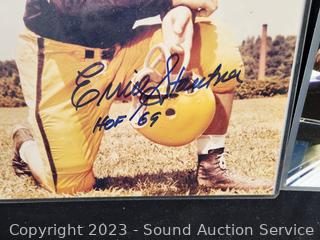 Ernie Stautner
HOF 69
Copyright 2023 - Sound Auction Service